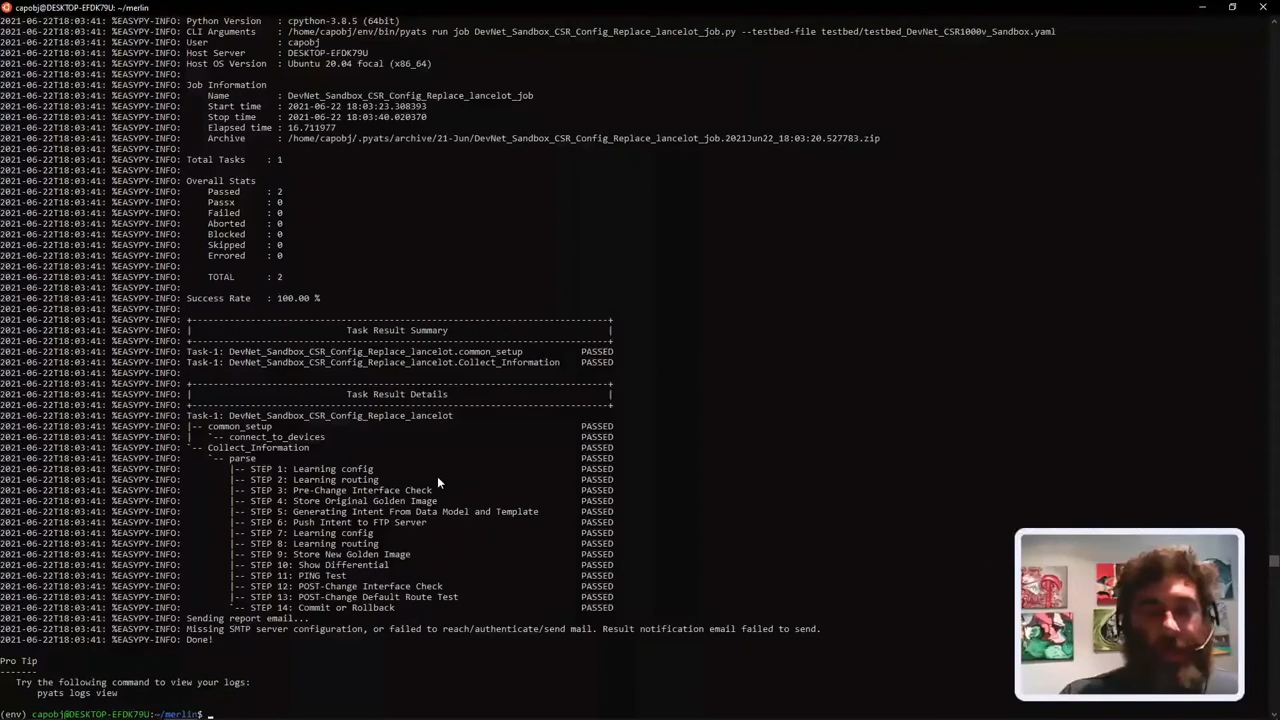 capobj@DESKTOP-EFDK79U: ~/merlin
2021-06-22T18:03:41: %EASYPY-INFO: Python Version : cpython-3.8.5 (64bit)
2021-06-22T18:03:41: %EASYPY-INFO: CLI Arguments : /home/capobj/env/bin/pyats run job DevNet_Sandbox_CSR_Config_Replace_lancelot_job.py --testbed-file testbed/testbed_DevNet_CSR1000v_Sandbox.yaml
2021-06-22T18:03:41: %EASYPY-INFO: User : capobj
2021-06-22T18:03:41: %EASYPY-INFO: Host Server : DESKTOP-EFDK79U
2021-06-22T18:03:41: %EASYPY-INFO: Host OS Version : Ubuntu 20.04 focal (x86_64)
2021-06-22T18:03:41: %EASYPY-INFO:
2021-06-22T18:03:41: %EASYPY-INFO: Job Information
2021-06-22T18:03:41: %EASYPY-INFO: Name : DevNet_Sandbox_CSR_Config_Replace_lancelot_job
2021-06-22T18:03:41: %EASYPY-INFO: Start time : 2021-06-22 18:03:23.308393
2021-06-22T18:03:41: %EASYPY-INFO: Stop time : 2021-06-22 18:03:40.020370
2021-06-22T18:03:41: %EASYPY-INFO: Elapsed time : 16.711977
2021-06-22T18:03:41: %EASYPY-INFO: Archive : /home/capobj/.pyats/archive/21-Jun/DevNet_Sandbox_CSR_Config_Replace_lancelot_job.2021Jun22_18:03:20.527783.zip
2021-06-22T18:03:41: %EASYPY-INFO:
2021-06-22T18:03:41: %EASYPY-INFO: Total Tasks : 1
2021-06-22T18:03:41: %EASYPY-INFO:
2021-06-22T18:03:41: %EASYPY-INFO: Overall Stats
2021-06-22T18:03:41: %EASYPY-INFO: Passed : 2
2021-06-22T18:03:41: %EASYPY-INFO: Passx : 0
2021-06-22T18:03:41: %EASYPY-INFO: Failed : 0
2021-06-22T18:03:41: %EASYPY-INFO: Aborted : 0
2021-06-22T18:03:41: %EASYPY-INFO: Blocked : 0
2021-06-22T18:03:41: %EASYPY-INFO: Skipped : 0
2021-06-22T18:03:41: %EASYPY-INFO: Errored : 0
2021-06-22T18:03:41: %EASYPY-INFO:
2021-06-22T18:03:41: %EASYPY-INFO: TOTAL : 2
2021-06-22T18:03:41: %EASYPY-INFO:
2021-06-22T18:03:41: %EASYPY-INFO: Success Rate : 100.00 %
2021-06-22T18:03:41: %EASYPY-INFO:
2021-06-22T18:03:41: %EASYPY-INFO: +------------------------------------------------------------------------------+
2021-06-22T18:03:41: %EASYPY-INFO: | Task Result Summary |
2021-06-22T18:03:41: %EASYPY-INFO: +------------------------------------------------------------------------------+
2021-06-22T18:03:41: %EASYPY-INFO: Task-1: DevNet_Sandbox_CSR_Config_Replace_lancelot.common_setup PASSED
2021-06-22T18:03:41: %EASYPY-INFO: Task-1: DevNet_Sandbox_CSR_Config_Replace_lancelot.Collect_Information PASSED
2021-06-22T18:03:41: %EASYPY-INFO:
2021-06-22T18:03:41: %EASYPY-INFO: +------------------------------------------------------------------------------+
2021-06-22T18:03:41: %EASYPY-INFO: | Task Result Details |
2021-06-22T18:03:41: %EASYPY-INFO: +------------------------------------------------------------------------------+
2021-06-22T18:03:41: %EASYPY-INFO: Task-1: DevNet_Sandbox_CSR_Config_Replace_lancelot
2021-06-22T18:03:41: %EASYPY-INFO: |-- common_setup PASSED
2021-06-22T18:03:41: %EASYPY-INFO: | `-- connect_to_devices PASSED
2021-06-22T18:03:41: %EASYPY-INFO: `-- Collect_Information PASSED
2021-06-22T18:03:41: %EASYPY-INFO: `-- parse PASSED
2021-06-22T18:03:41: %EASYPY-INFO: |-- STEP 1: Learning config PASSED
2021-06-22T18:03:41: %EASYPY-INFO: |-- STEP 2: Learning routing PASSED
2021-06-22T18:03:41: %EASYPY-INFO: |-- STEP 3: Pre-Change Interface Check PASSED
2021-06-22T18:03:41: %EASYPY-INFO: |-- STEP 4: Store Original Golden Image PASSED
2021-06-22T18:03:41: %EASYPY-INFO: |-- STEP 5: Generating Intent From Data Model and Template PASSED
2021-06-22T18:03:41: %EASYPY-INFO: |-- STEP 6: Push Intent to FTP Server PASSED
2021-06-22T18:03:41: %EASYPY-INFO: |-- STEP 7: Learning config PASSED
2021-06-22T18:03:41: %EASYPY-INFO: |-- STEP 8: Learning routing PASSED
2021-06-22T18:03:41: %EASYPY-INFO: |-- STEP 9: Store New Golden Image PASSED
2021-06-22T18:03:41: %EASYPY-INFO: |-- STEP 10: Show Differential PASSED
2021-06-22T18:03:41: %EASYPY-INFO: |-- STEP 11: PING Test PASSED
2021-06-22T18:03:41: %EASYPY-INFO: |-- STEP 12: POST-Change Interface Check PASSED
2021-06-22T18:03:41: %EASYPY-INFO: |-- STEP 13: POST-Change Default Route Test PASSED
2021-06-22T18:03:41: %EASYPY-INFO: `-- STEP 14: Commit or Rollback PASSED
2021-06-22T18:03:41: %EASYPY-INFO: Sending report email...
2021-06-22T18:03:41: %EASYPY-INFO: Missing SMTP server configuration, or failed to reach/authenticate/send mail. Result notification email failed to send.
2021-06-22T18:03:41: %EASYPY-INFO: Done!
Pro Tip
-------
Try the following command to view your logs:
pyats logs view
(env) capobj@DESKTOP-EFDK79U:~/merlin$ _